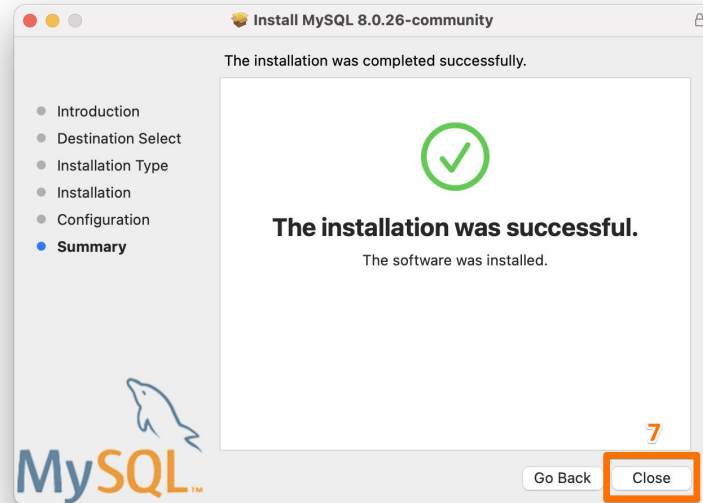 Install MySQL 8.0.26-community
The installation was completed successfully.
Introduction
Destination Select
Installation Type
Installation
Configuration
Summary
The installation was successful.
The software was installed.
MySQL™
7
Go Back
Close